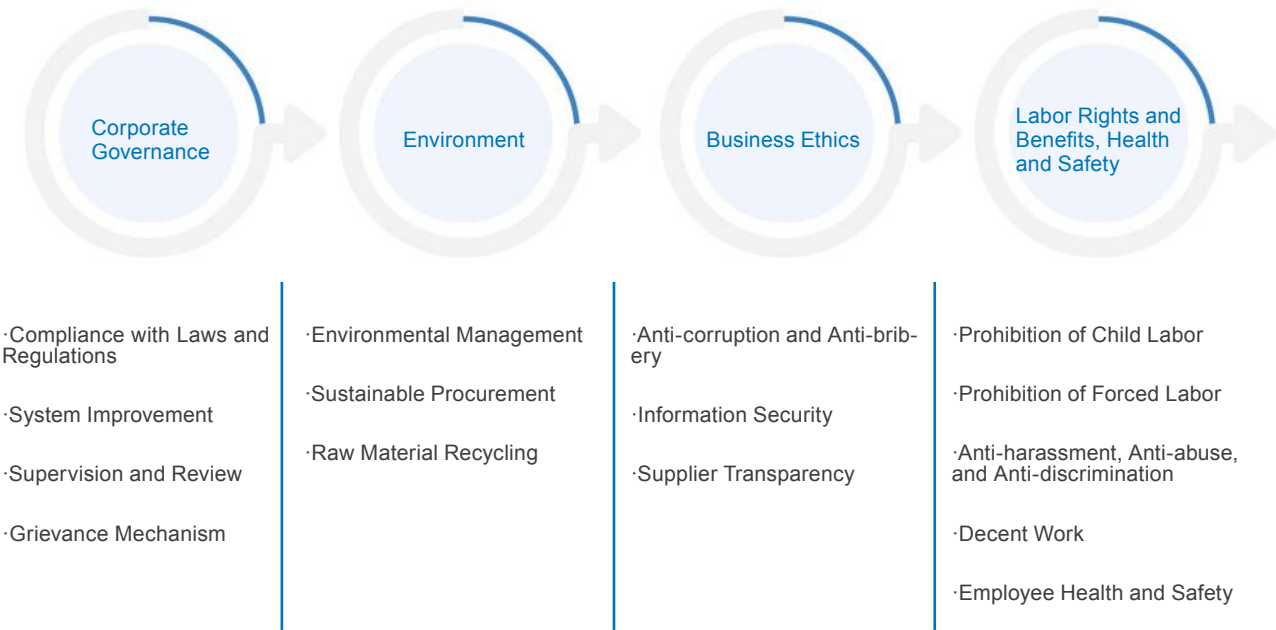 Corporate
Governance
Environment
Business Ethics
Labor Rights and
Benefits, Health
and Safety
·Compliance with Laws and
Regulations
·System Improvement
·Supervision and Review
·Grievance Mechanism
·Environmental Management
·Sustainable Procurement
·Raw Material Recycling
·Anti-corruption and Anti-brib-
ery
·Information Security
·Supplier Transparency
·Prohibition of Child Labor
·Prohibition of Forced Labor
·Anti-harassment, Anti-abuse,
and Anti-discrimination
·Decent Work
·Employee Health and Safety